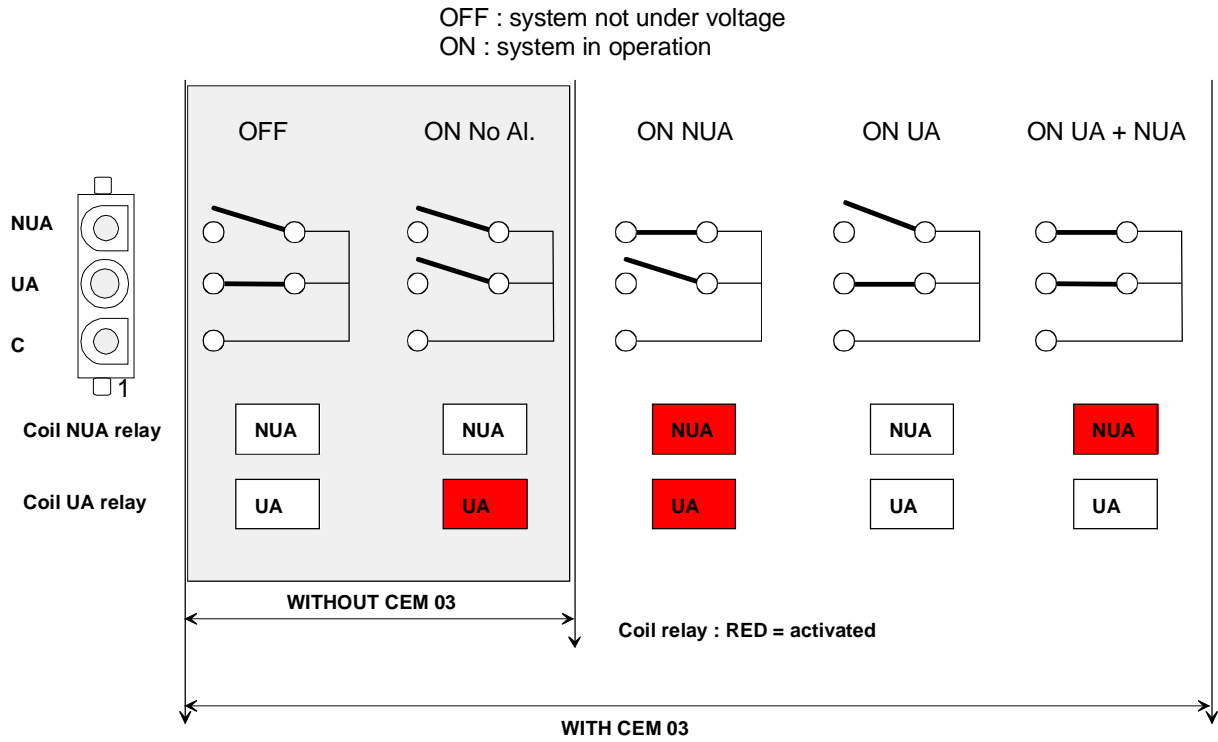 OFF : system not under voltage
ON : system in operation
OFF
ON No Al.
ON NUA
ON UA
ON UA + NUA
NUA
UA
C
1
Coil NUA relay
NUA
NUA
NUA
NUA
NUA
Coil UA relay
UA
UA
UA
UA
UA
WITHOUT CEM 03
Coil relay : RED = activated
WITH CEM 03